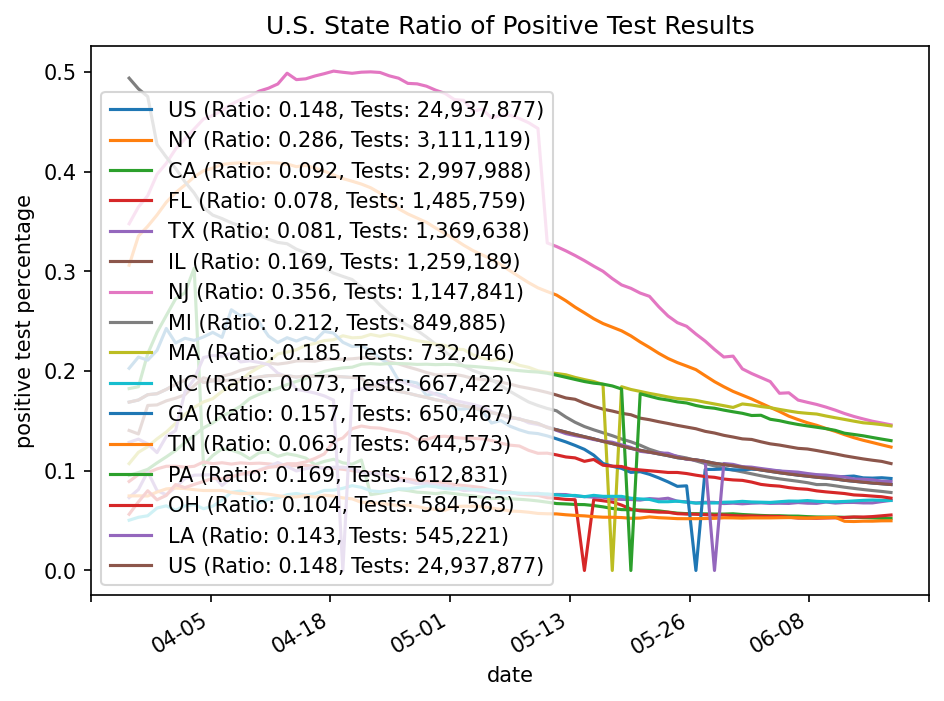 U.S. State Ratio of Positive Test Results
0.5
0.4
0.3
0.2
0.1
0.0
positive test percentage
US (Ratio: 0.148, Tests: 24,937,877)
NY (Ratio: 0.286, Tests: 3,111,119)
CA (Ratio: 0.092, Tests: 2,997,988)
FL (Ratio: 0.078, Tests: 1,485,759)
TX (Ratio: 0.081, Tests: 1,369,638)
IL (Ratio: 0.169, Tests: 1,259,189)
NJ (Ratio: 0.356, Tests: 1,147,841)
MI (Ratio: 0.212, Tests: 849,885)
MA (Ratio: 0.185, Tests: 732,046)
NC (Ratio: 0.073, Tests: 667,422)
GA (Ratio: 0.157, Tests: 650,467)
TN (Ratio: 0.063, Tests: 644,573)
PA (Ratio: 0.169, Tests: 612,831)
OH (Ratio: 0.104, Tests: 584,563)
LA (Ratio: 0.143, Tests: 545,221)
US (Ratio: 0.148, Tests: 24,937,877)
04-05 04-18 05-01 05-13 05-26 06-08
date